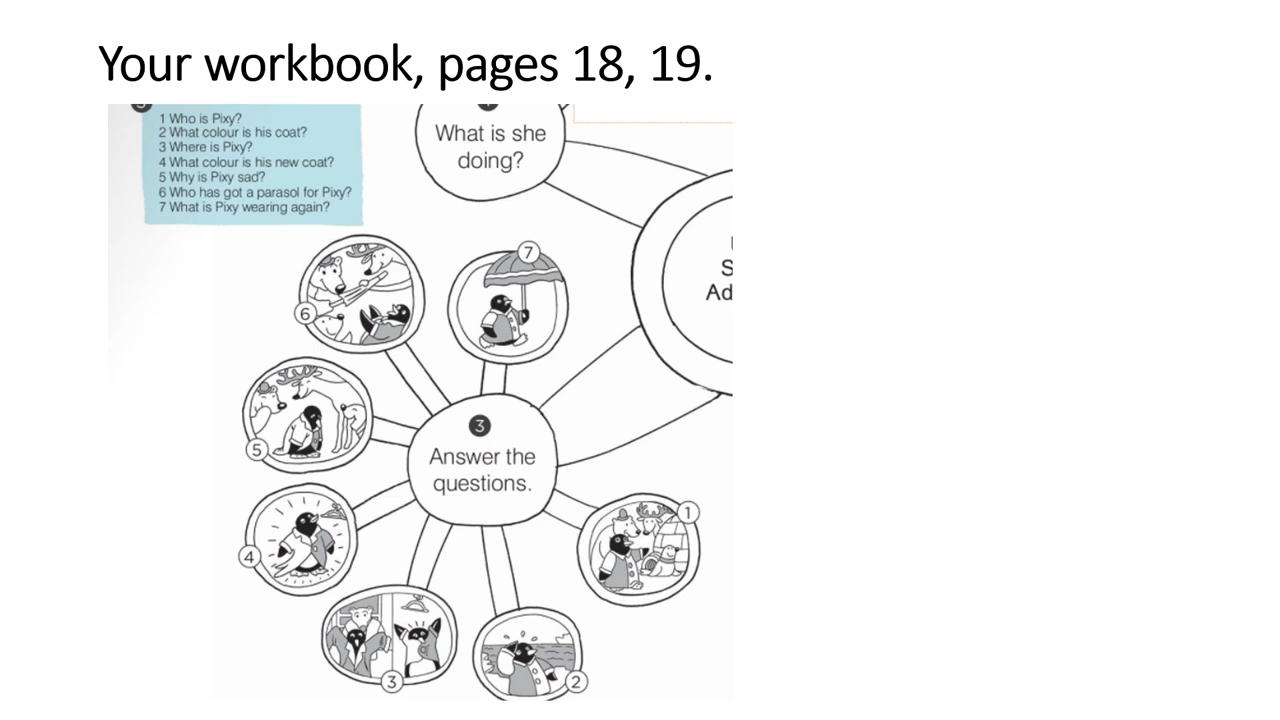 Your workbook, pages 18, 19.
1 Who is Pixy?
2 What colour is his coat?
3 Where is Pixy?
4 What colour is his new coat?
5 Why is Pixy sad?
6 Who has got a parasol for Pixy?
7 What is Pixy wearing again?
What is she
doing?
S
Ad
7
6
5
3
Answer the
questions.
1
4
3
2